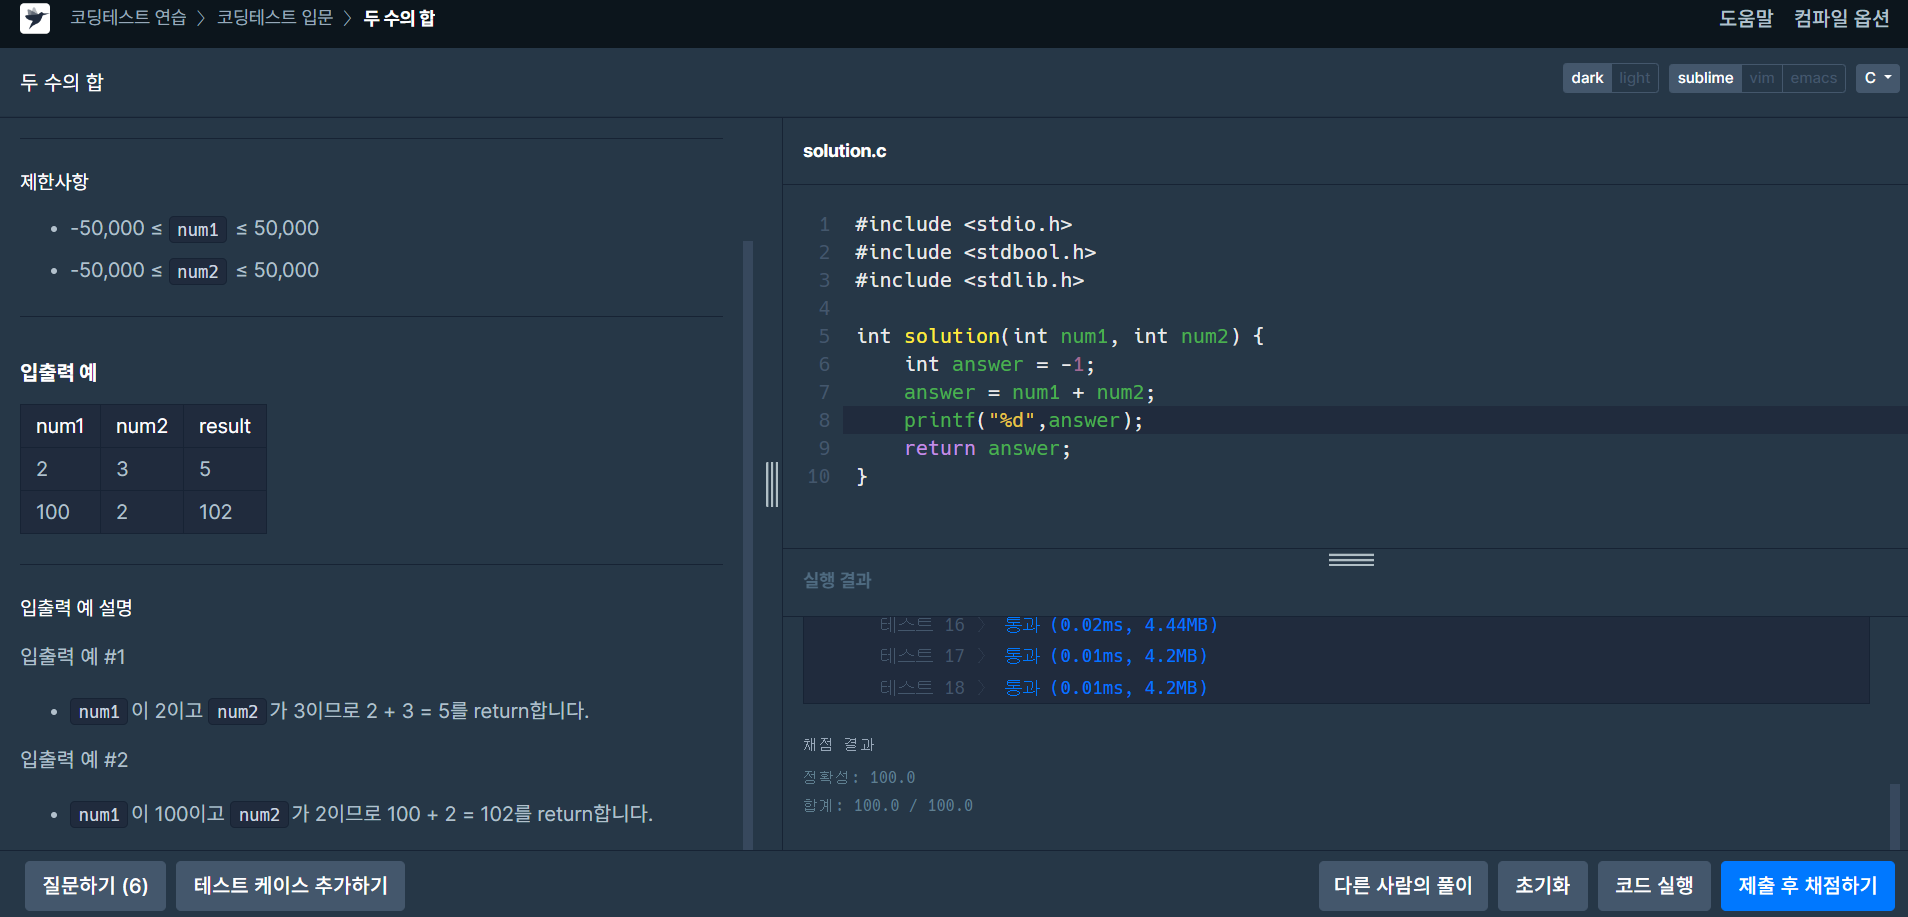 코딩테스트 연습 〉 코딩테스트 입문 〉 두 수의 합
도움말 컴파일 옵션
두 수의 합
dark light sublime vim emacs C
제한사항
• -50,000 ≤ num1 ≤ 50,000
• -50,000 ≤ num2 ≤ 50,000
입출력 예
num1 num2 result
2 3 5
100 2 102
입출력 예 설명
입출력 예 #1
• num1 이 2이고 num2 가 3이므로 2 + 3 = 5를 return합니다.
입출력 예 #2
• num1 이 100이고 num2 가 2이므로 100 + 2 = 102를 return합니다.
solution.c
1 #include <stdio.h>
2 #include <stdbool.h>
3 #include <stdlib.h>
4
5 int solution(int num1, int num2) {
6     int answer = -1;
7     answer = num1 + num2;
8     printf("%d",answer);
9     return answer;
10 }
실행 결과
테스트 16 〉 통과 (0.02ms, 4.44MB)
테스트 17 〉 통과 (0.01ms, 4.2MB)
테스트 18 〉 통과 (0.01ms, 4.2MB)
채점 결과
정확성: 100.0
합계: 100.0 / 100.0
질문하기 (6) 테스트 케이스 추가하기 다른 사람의 풀이 초기화 코드 실행 제출 후 채점하기